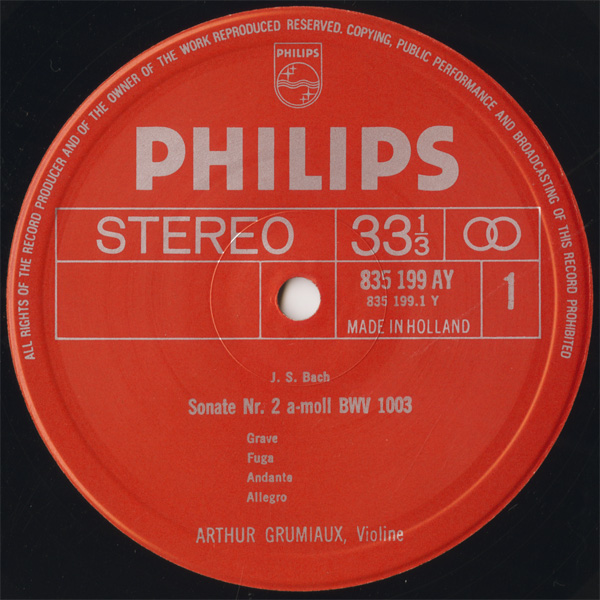 ALL RIGHTS OF THE RECORD PRODUCER AND OF THE OWNER OF THE WORK REPRODUCED RESERVED. COPYING, PUBLIC PERFORMANCE AND BROADCASTING OF THIS RECORD PROHIBITED
PHILIPS
PHILIPS
STEREO 33 1/3
835 199 AY 1
835 199.1 Y
MADE IN HOLLAND
J. S. Bach
Sonate Nr. 2 a-moll BWV 1003
Grave
Fuga
Andante
Allegro
ARTHUR GRUMIAUX, Violine